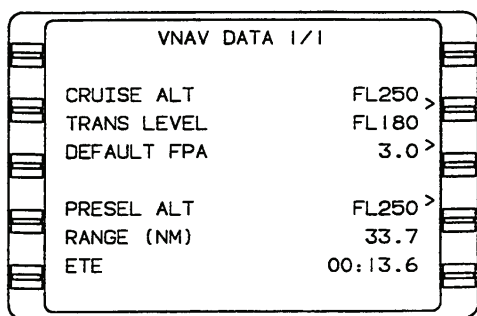 VNAV DATA 1/1
CRUISE ALT FL250 >
TRANS LEVEL FL180
DEFAULT FPA 3.0 >
PRESEL ALT FL250 >
RANGE (NM) 33.7
ETE 00:13.6